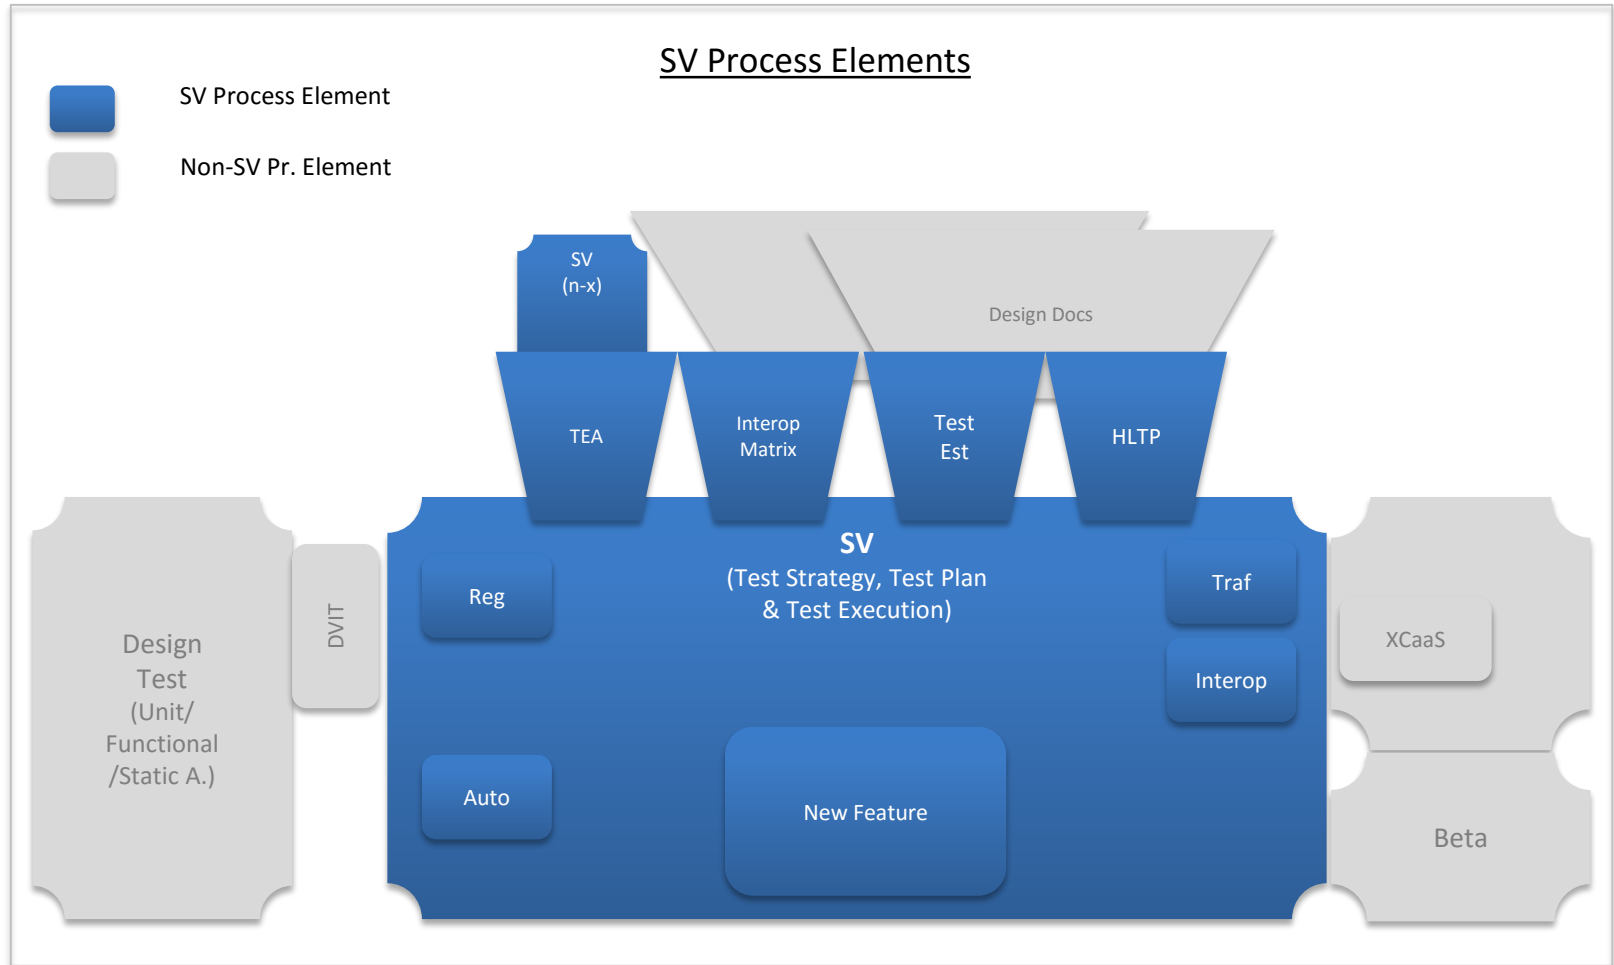 SV Process Elements
SV Process Element
Non-SV Pr. Element
SV
(n-x)
Design Docs
TEA
Interop
Matrix
Test
Est
HLTP
Design
Test
(Unit/
Functional
/Static A.)
DVIT
SV
(Test Strategy, Test Plan
& Test Execution)
Reg
Traf
Interop
Auto
New Feature
XCaaS
Beta